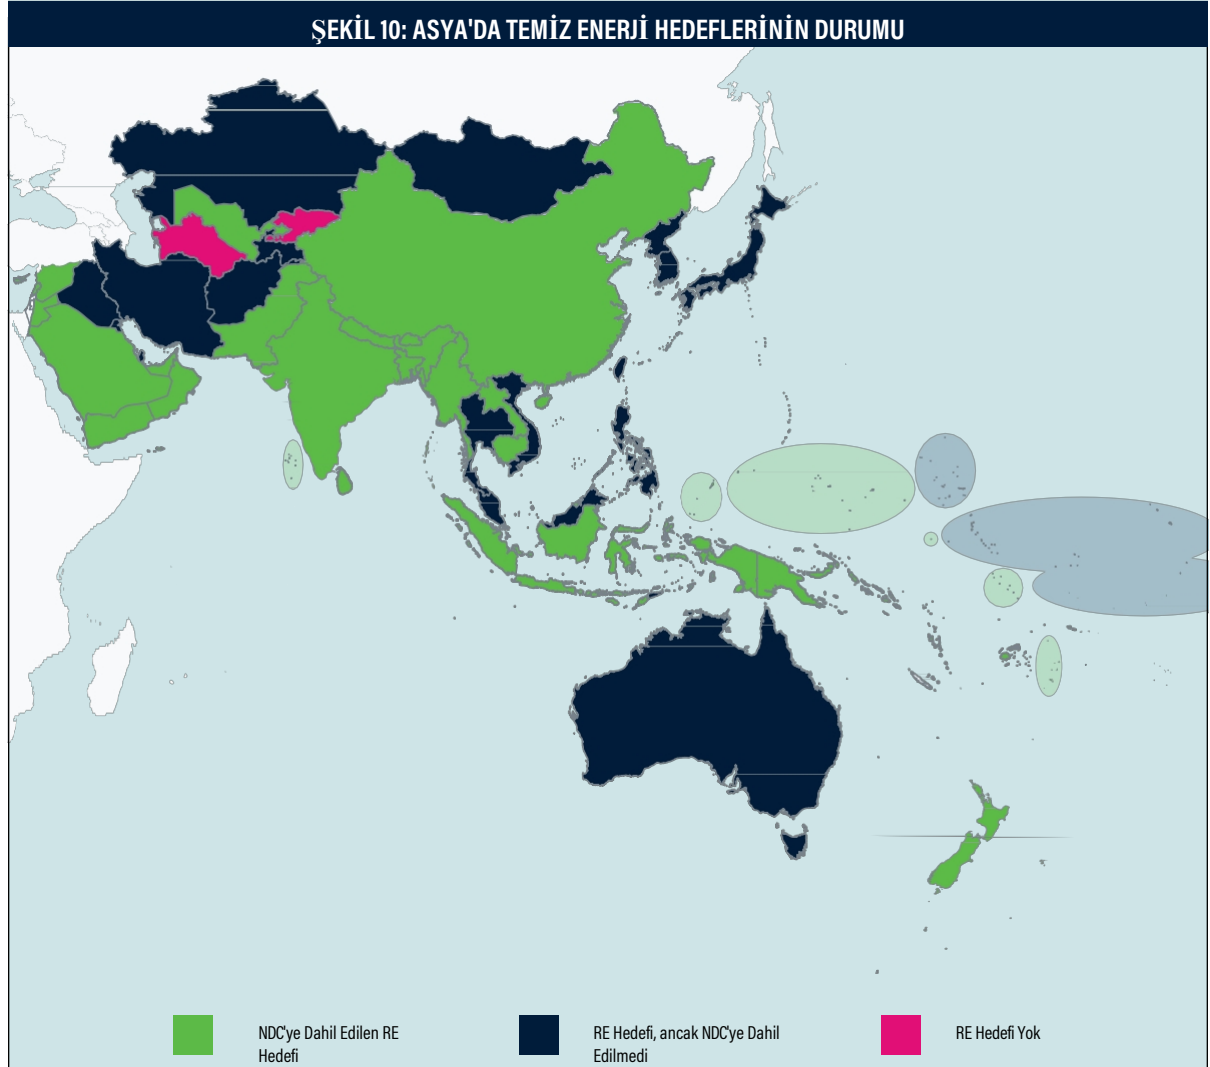 ŞEKİL 10: ASYA'DA TEMİZ ENERJİ HEDEFLERİNİN DURUMU
NDC'ye Dahil Edilen RE
Hedefi
RE Hedefi, ancak NDC'ye Dahil
Edilmedi
RE Hedefi Yok